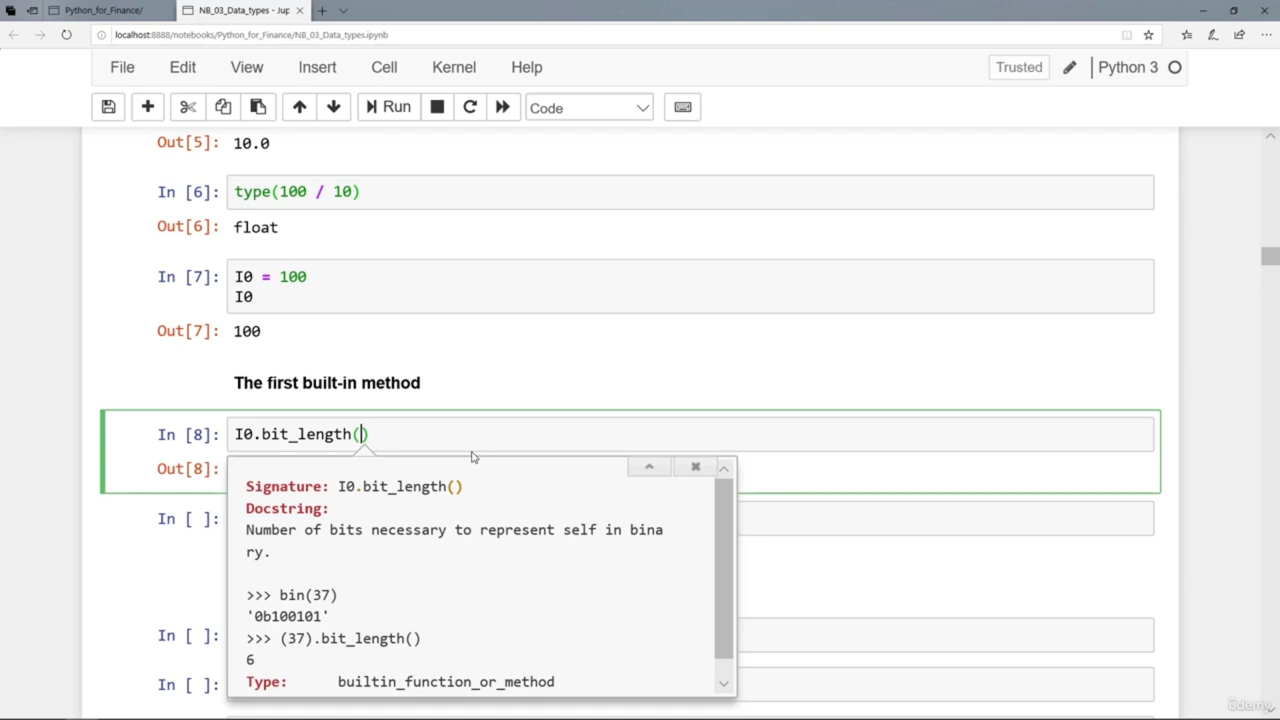 Python_for_Finance/
NB_03_Data_types - Jup
localhost:8888/notebooks/Python_for_Finance/NB_03_Data_types.ipynb
File Edit View Insert Cell Kernel Help
Trusted
Python 3
Run
Code
Out[5]: 10.0
In [6]: type(100 / 10)
Out[6]: float
In [7]: I0 = 100
I0
Out[7]: 100
The first built-in method
In [8]: I0.bit_length()
Out[8]:
Signature: I0.bit_length()
Docstring:
Number of bits necessary to represent self in bina
ry.
>>> bin(37)
'0b100101'
>>> (37).bit_length()
6
Type: builtin_function_or_method
In [ ]:
In [ ]:
In [ ]:
ûdemy